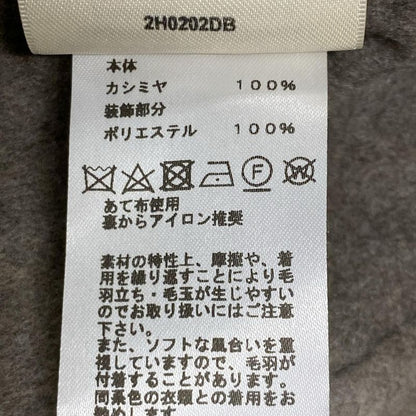 2H0202DB
本体
カシミヤ 100%
装飾部分
ポリエステル 100%
F
W
あて布使用
裏からアイロン推奨
素材の特性上、摩擦や、着
用を繰り返すことにより毛
羽立ち・毛玉が生じやすい
のでお取り扱いにはご注意
下さい。
また、ソフトな風合いを重
視していますので、毛羽が
付着することがあります。
同系色の衣類との着用をお
勧めします